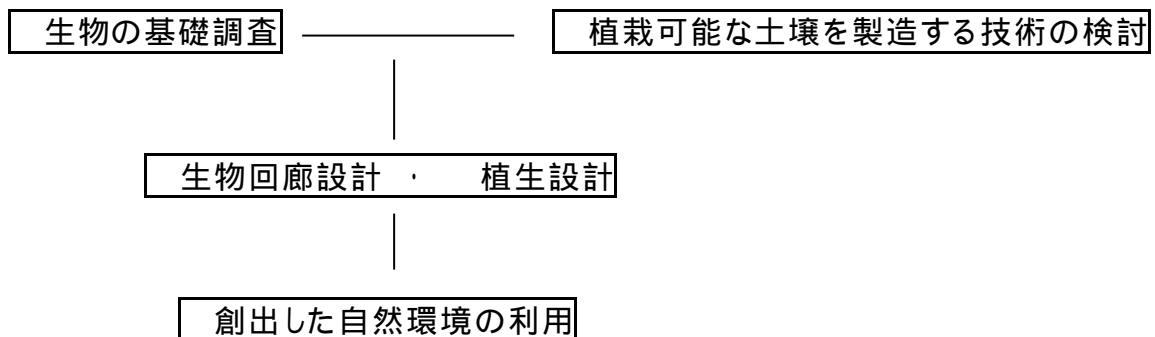 生物の基礎調査
植栽可能な土壌を製造する技術の検討
生物回廊設計 ・ 植生設計
創出した自然環境の利用